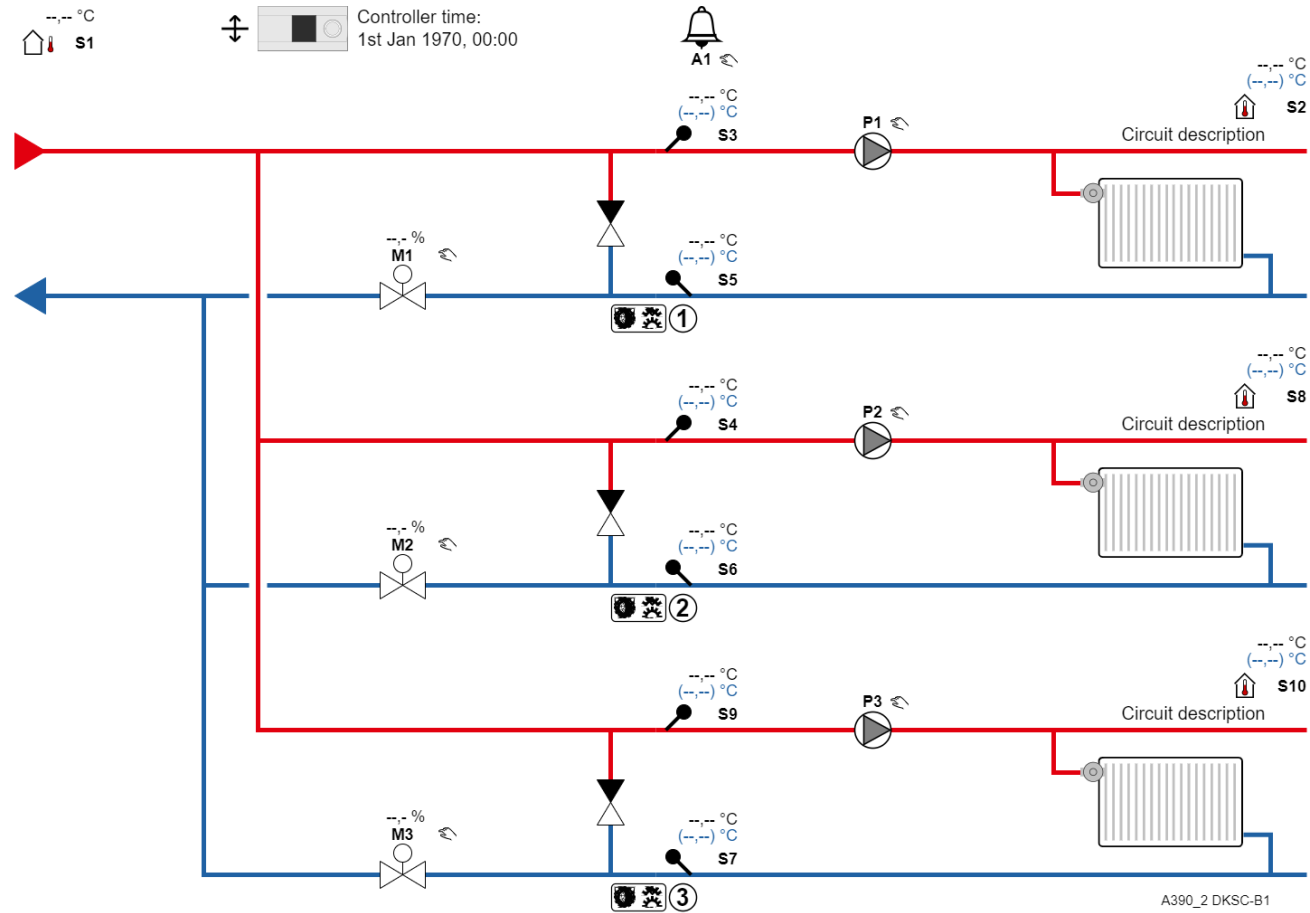 --,-- °C
S1
Controller time:
1st Jan 1970, 00:00
A1
--,-- °C
(--,--) °C
S2
Circuit description
--,-- °C
(--,--) °C
S3
P1
--,- %
M1
--,-- °C
(--,--) °C
S5
1
--,-- °C
(--,--) °C
S8
Circuit description
--,-- °C
(--,--) °C
S4
P2
--,- %
M2
--,-- °C
(--,--) °C
S6
2
--,-- °C
(--,--) °C
S10
Circuit description
--,-- °C
(--,--) °C
S9
P3
--,- %
M3
--,-- °C
(--,--) °C
S7
3
A390_2 DKSC-B1